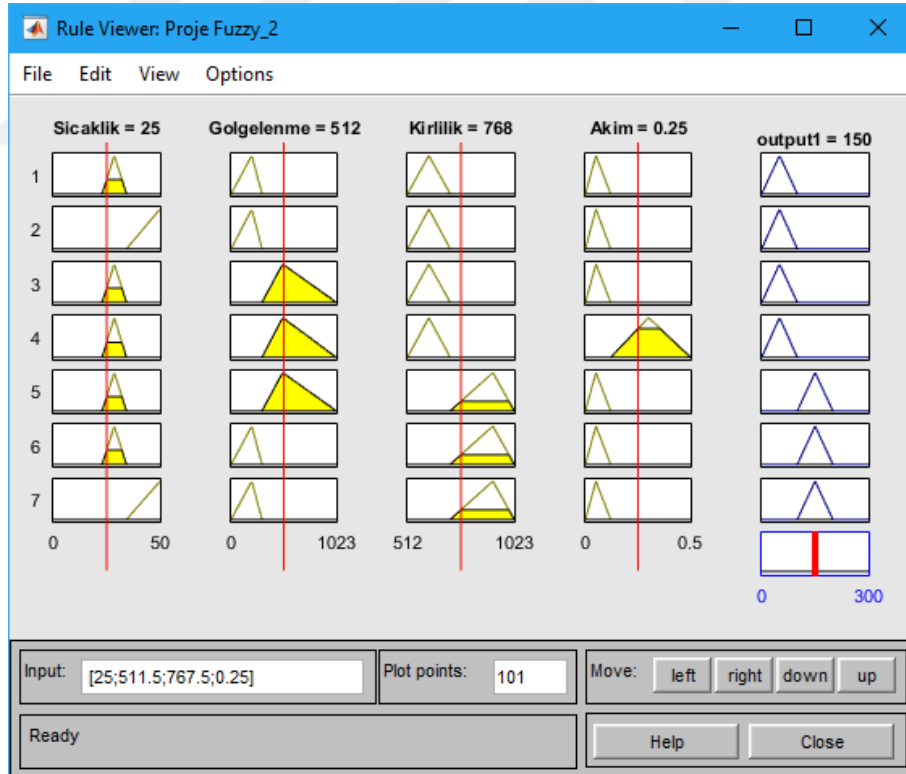 Rule Viewer: Proje Fuzzy_2
File Edit View Options
Sicaklik = 25 Golgelenme = 512 Kirlilik = 768 Akim = 0.25 output1 = 150
1
2
3
4
5
6
7
0 50 0 1023 512 1023 0 0.5
0 300
Input: [25;511.5;767.5;0.25] Plot points: 101 Move: left right down up
Ready Help Close